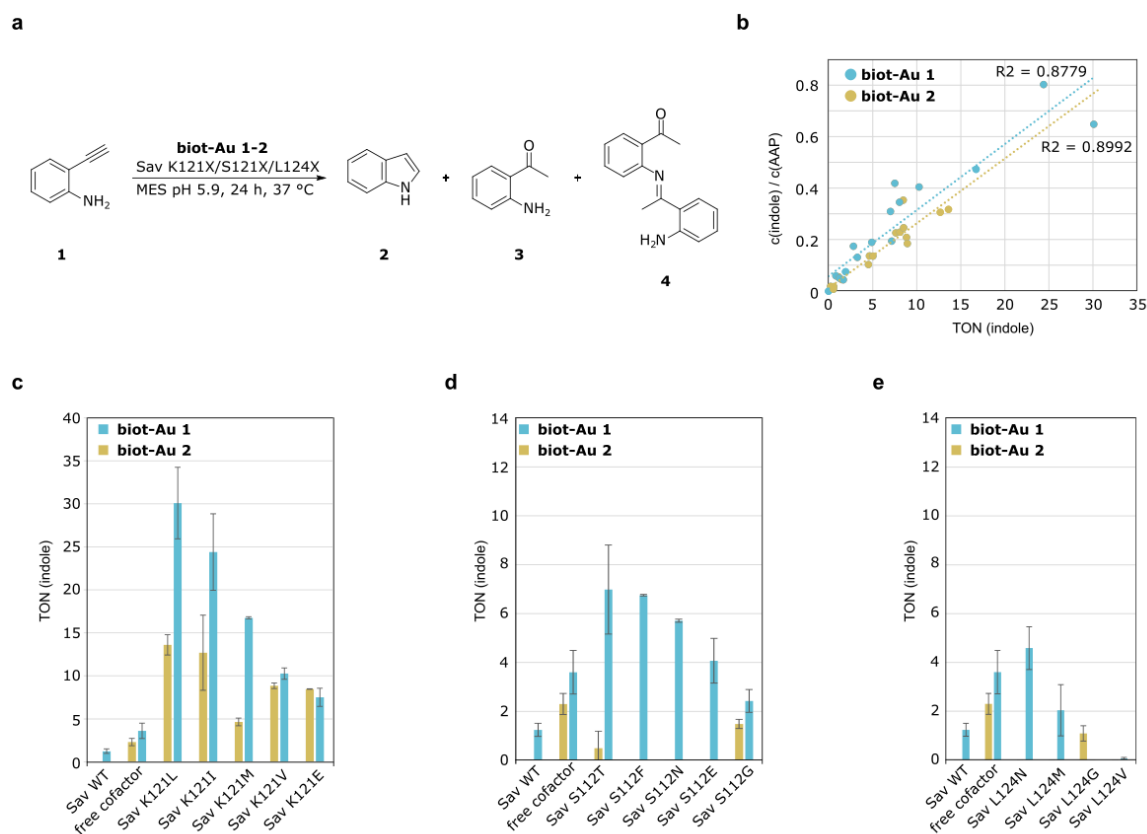 a
biot-Au 1-2
Sav K121X/S121X/L124X
MES pH 5.9, 24 h, 37 °C
NH2
1
+
N
H
2
+
O
NH2
3
+
O
N
H2N
4
b
biot-Au 1
biot-Au 2
R2 = 0.8779
R2 = 0.8992
c(indole) / c(AAP)
0.8
0.6
0.4
0.2
0
0 5 10 15 20 25 30 35
TON (indole)
c
biot-Au 1
biot-Au 2
TON (indole)
40
35
30
25
20
15
10
5
0
Sav WT
free cofactor
Sav K121L
Sav K121I
Sav K121M
Sav K121V
Sav K121E
d
biot-Au 1
biot-Au 2
TON (indole)
14
12
10
8
6
4
2
0
Sav WT
free cofactor
Sav S112T
Sav S112F
Sav S112N
Sav S112E
Sav S112G
e
biot-Au 1
biot-Au 2
TON (indole)
14
12
10
8
6
4
2
0
Sav WT
free cofactor
Sav L124N
Sav L124M
Sav L124G
Sav L124V